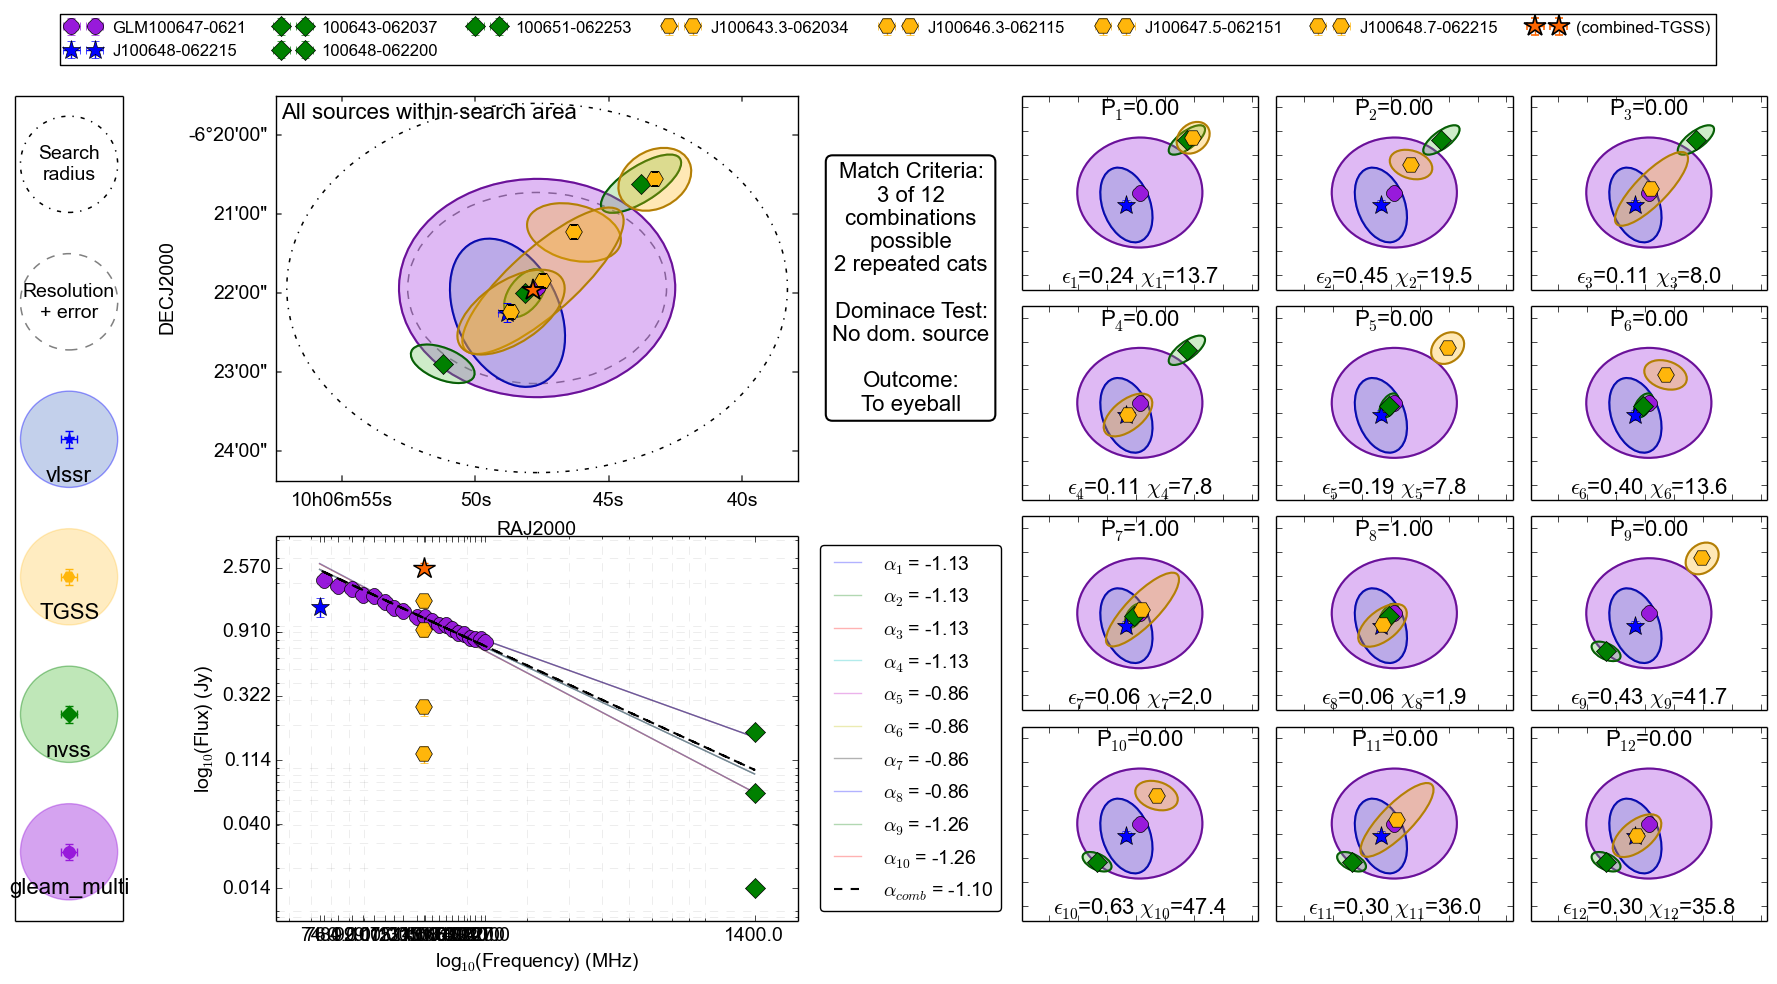 GLM100647-0621 100643-062037 100651-062253 J100643.3-062034 J100646.3-062115 J100647.5-062151 J100648.7-062215 (combined-TGSS)
J100648-062215 100648-062200
Search
radius
Resolution
+ error
vlssr
TGSS
nvss
gleam_multi
All sources within search area
-6°20'00"
21'00"
22'00"
23'00"
24'00"
DECJ2000
10h06m55s 50s 45s 40s
RAJ2000
Match Criteria:
3 of 12
combinations
possible
2 repeated cats
Dominace Test:
No dom. source
Outcome:
To eyeball
2.570
0.910
0.322
0.114
0.040
0.014
log10(Flux) (Jy)
1400.0
log10(Frequency) (MHz)
α1 = -1.13
α2 = -1.13
α3 = -1.13
α4 = -1.13
α5 = -0.86
α6 = -0.86
α7 = -0.86
α8 = -0.86
α9 = -1.26
α10 = -1.26
αcomb = -1.10
P1=0.00 P2=0.00 P3=0.00
ϵ1=0.24 χ1=13.7 ϵ2=0.45 χ2=19.5 ϵ3=0.11 χ3=8.0
P4=0.00 P5=0.00 P6=0.00
ϵ4=0.11 χ4=7.8 ϵ5=0.19 χ5=7.8 ϵ6=0.40 χ6=13.6
P7=1.00 P8=1.00 P9=0.00
ϵ7=0.06 χ7=2.0 ϵ8=0.06 χ8=1.9 ϵ9=0.43 χ9=41.7
P10=0.00 P11=0.00 P12=0.00
ϵ10=0.63 χ10=47.4 ϵ11=0.30 χ11=36.0 ϵ12=0.30 χ12=35.8